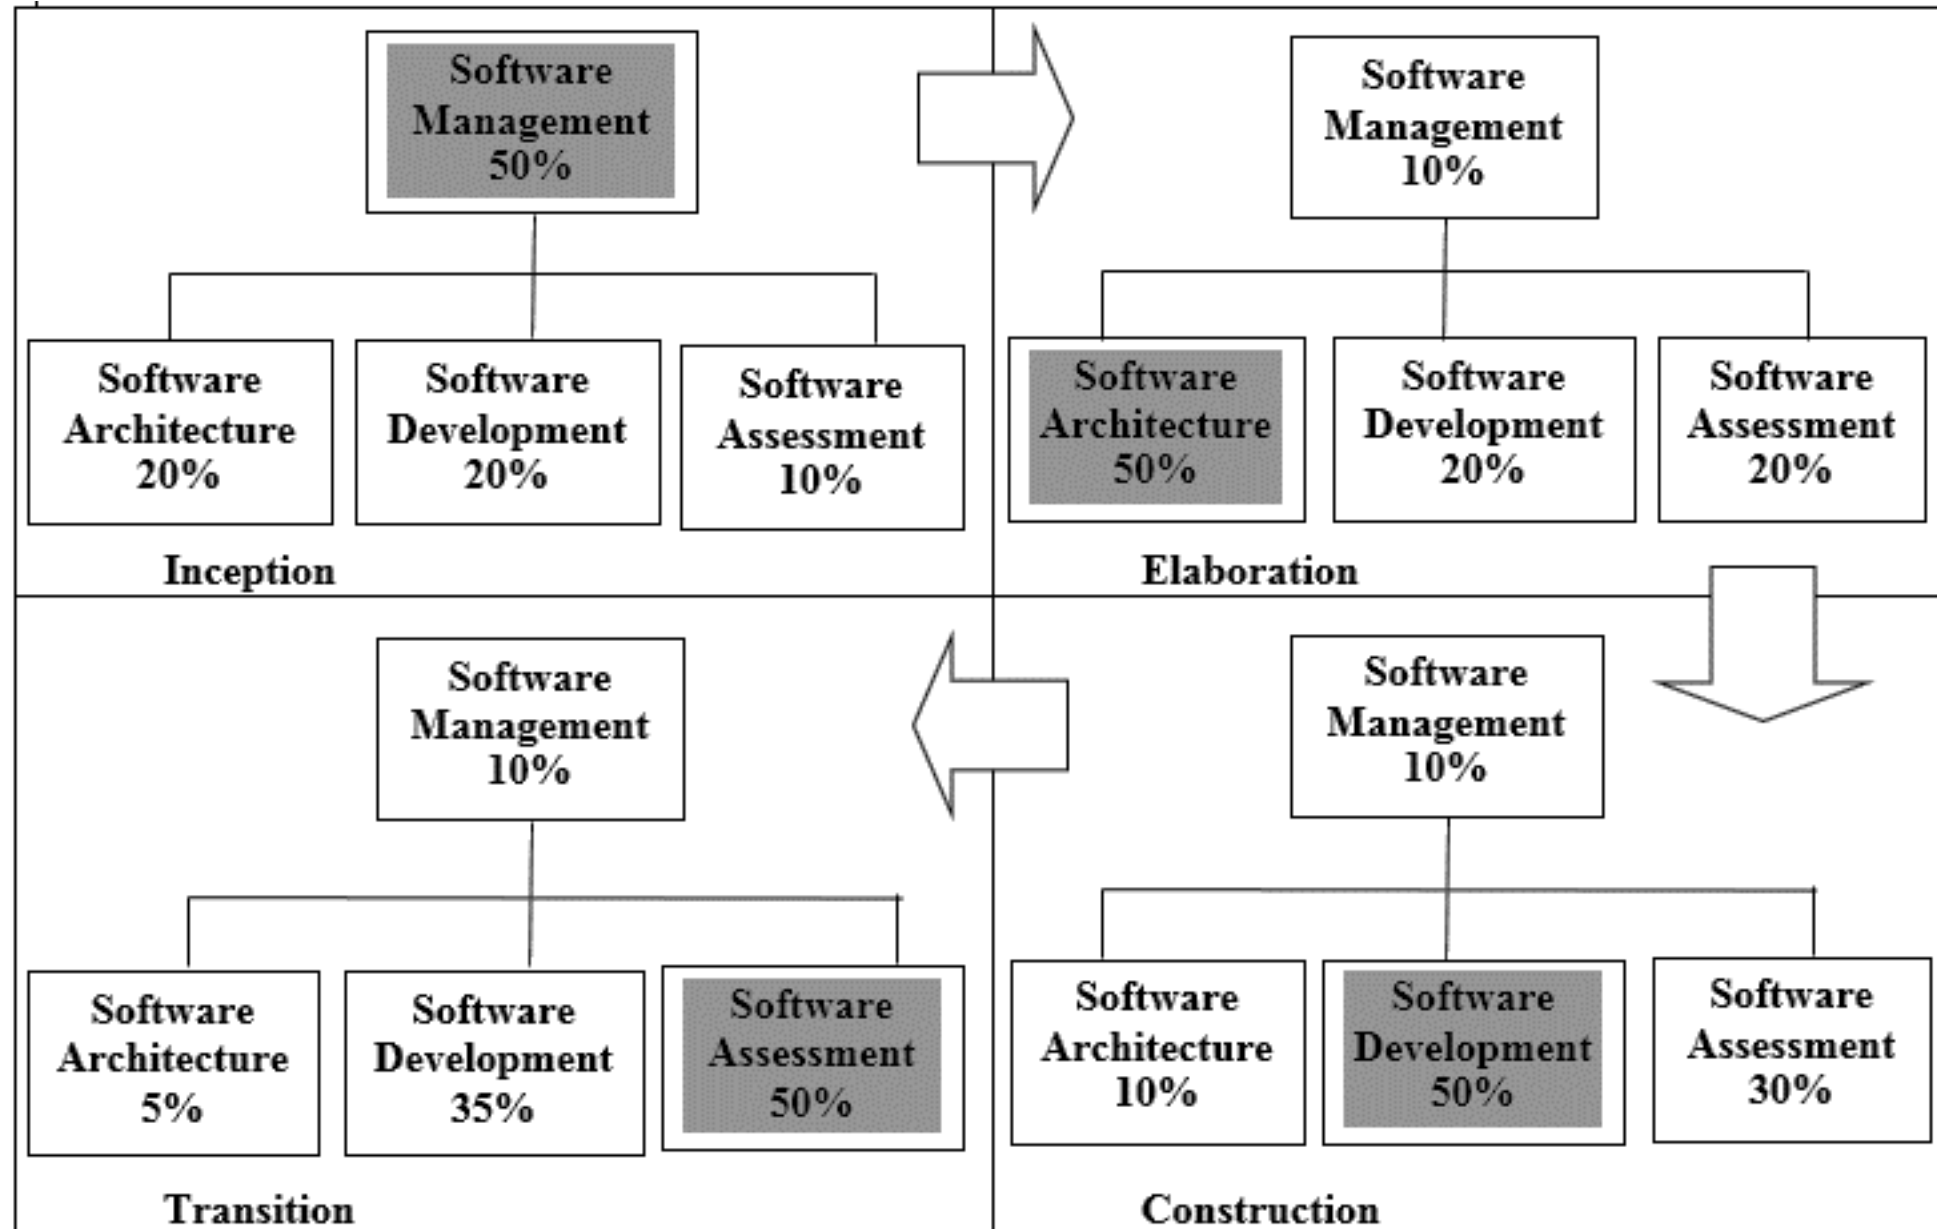 Software
Management
50%
Software
Architecture
20%
Software
Development
20%
Software
Assessment
10%
Inception
Software
Management
10%
Software
Architecture
50%
Software
Development
20%
Software
Assessment
20%
Elaboration
Software
Management
10%
Software
Architecture
5%
Software
Development
35%
Software
Assessment
50%
Transition
Software
Management
10%
Software
Architecture
10%
Software
Development
50%
Software
Assessment
30%
Construction